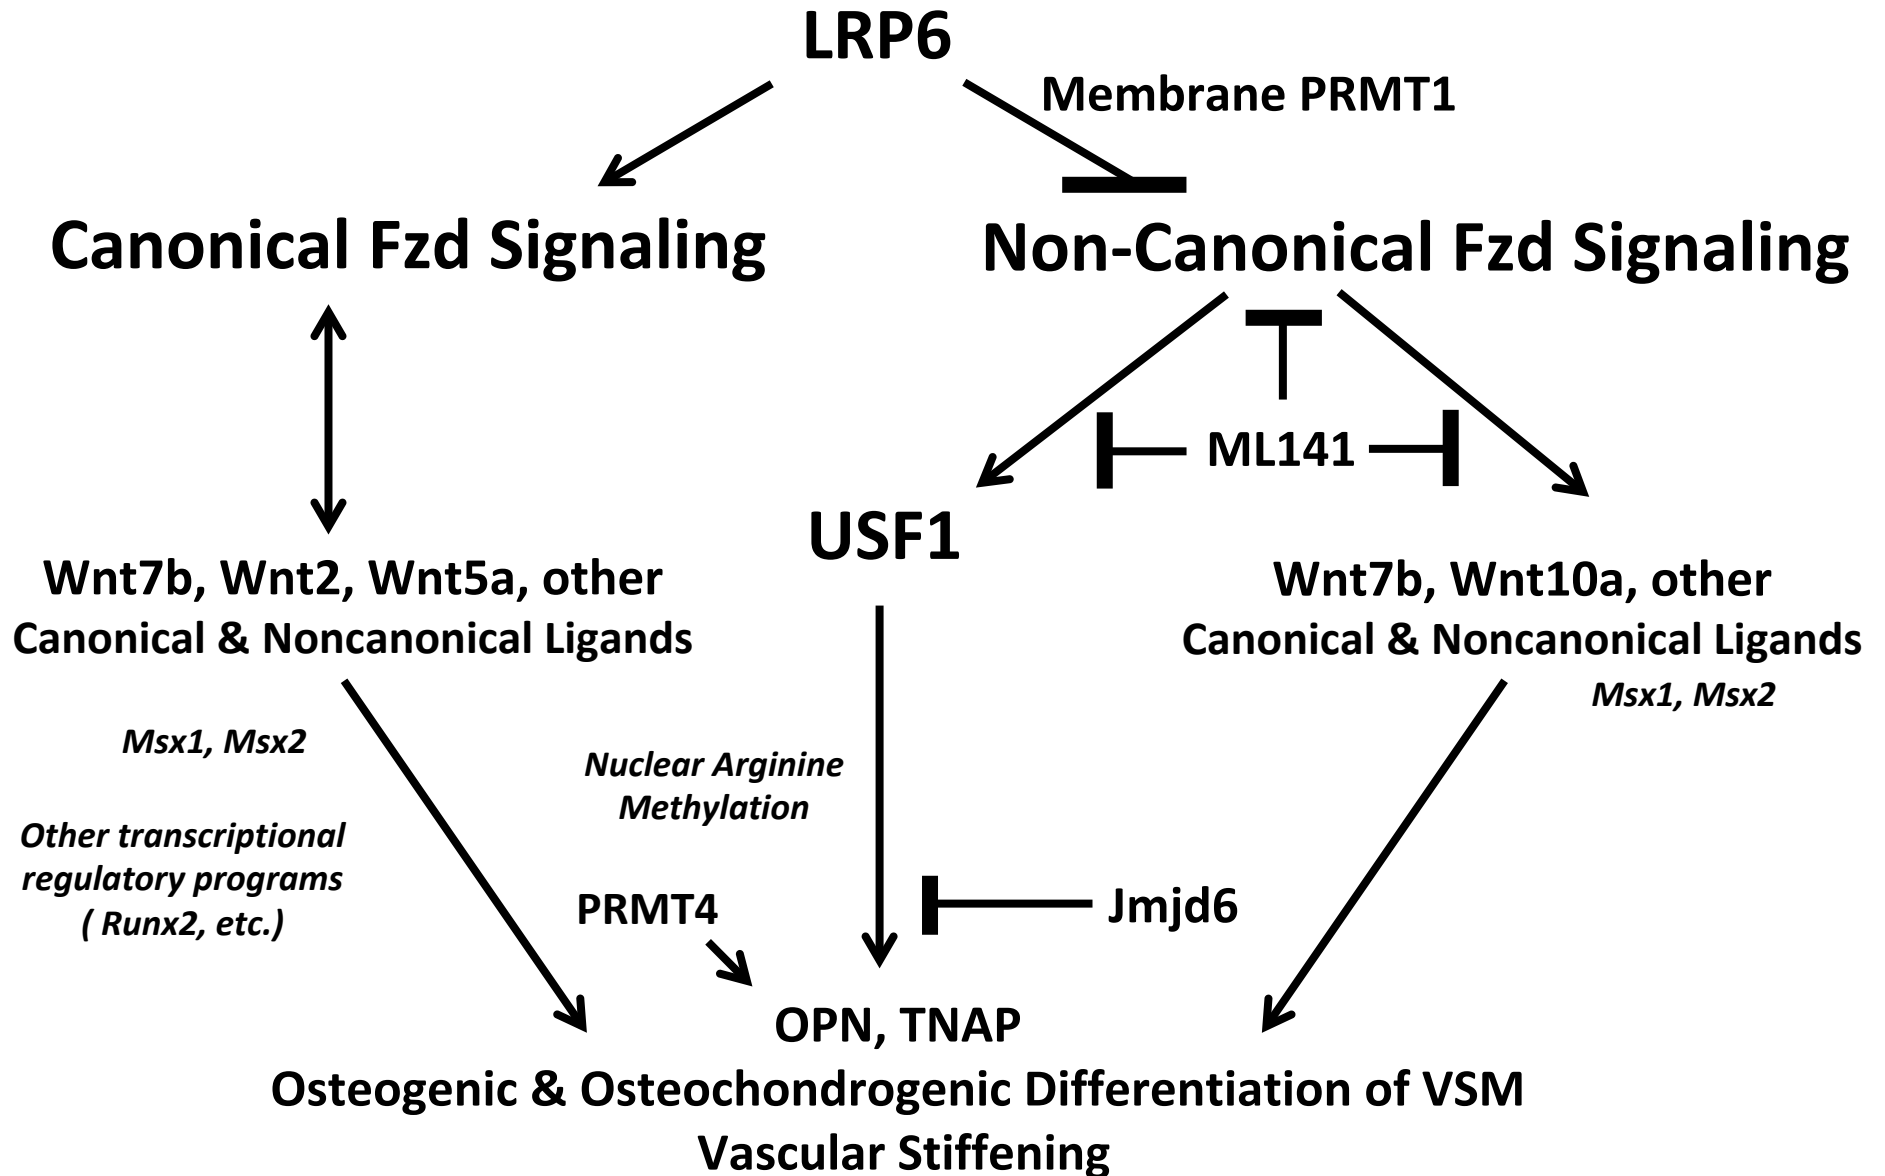 LRP6
Membrane PRMT1
Canonical Fzd Signaling
Non-Canonical Fzd Signaling
ML141
USF1
Wnt7b, Wnt2, Wnt5a, other
Canonical & Noncanonical Ligands
Wnt7b, Wnt10a, other
Canonical & Noncanonical Ligands
Msx1, Msx2
Msx1, Msx2
Nuclear Arginine
Methylation
Other transcriptional
regulatory programs
( Runx2, etc.)
PRMT4
Jmjd6
OPN, TNAP
Osteogenic & Osteochondrogenic Differentiation of VSM
Vascular Stiffening